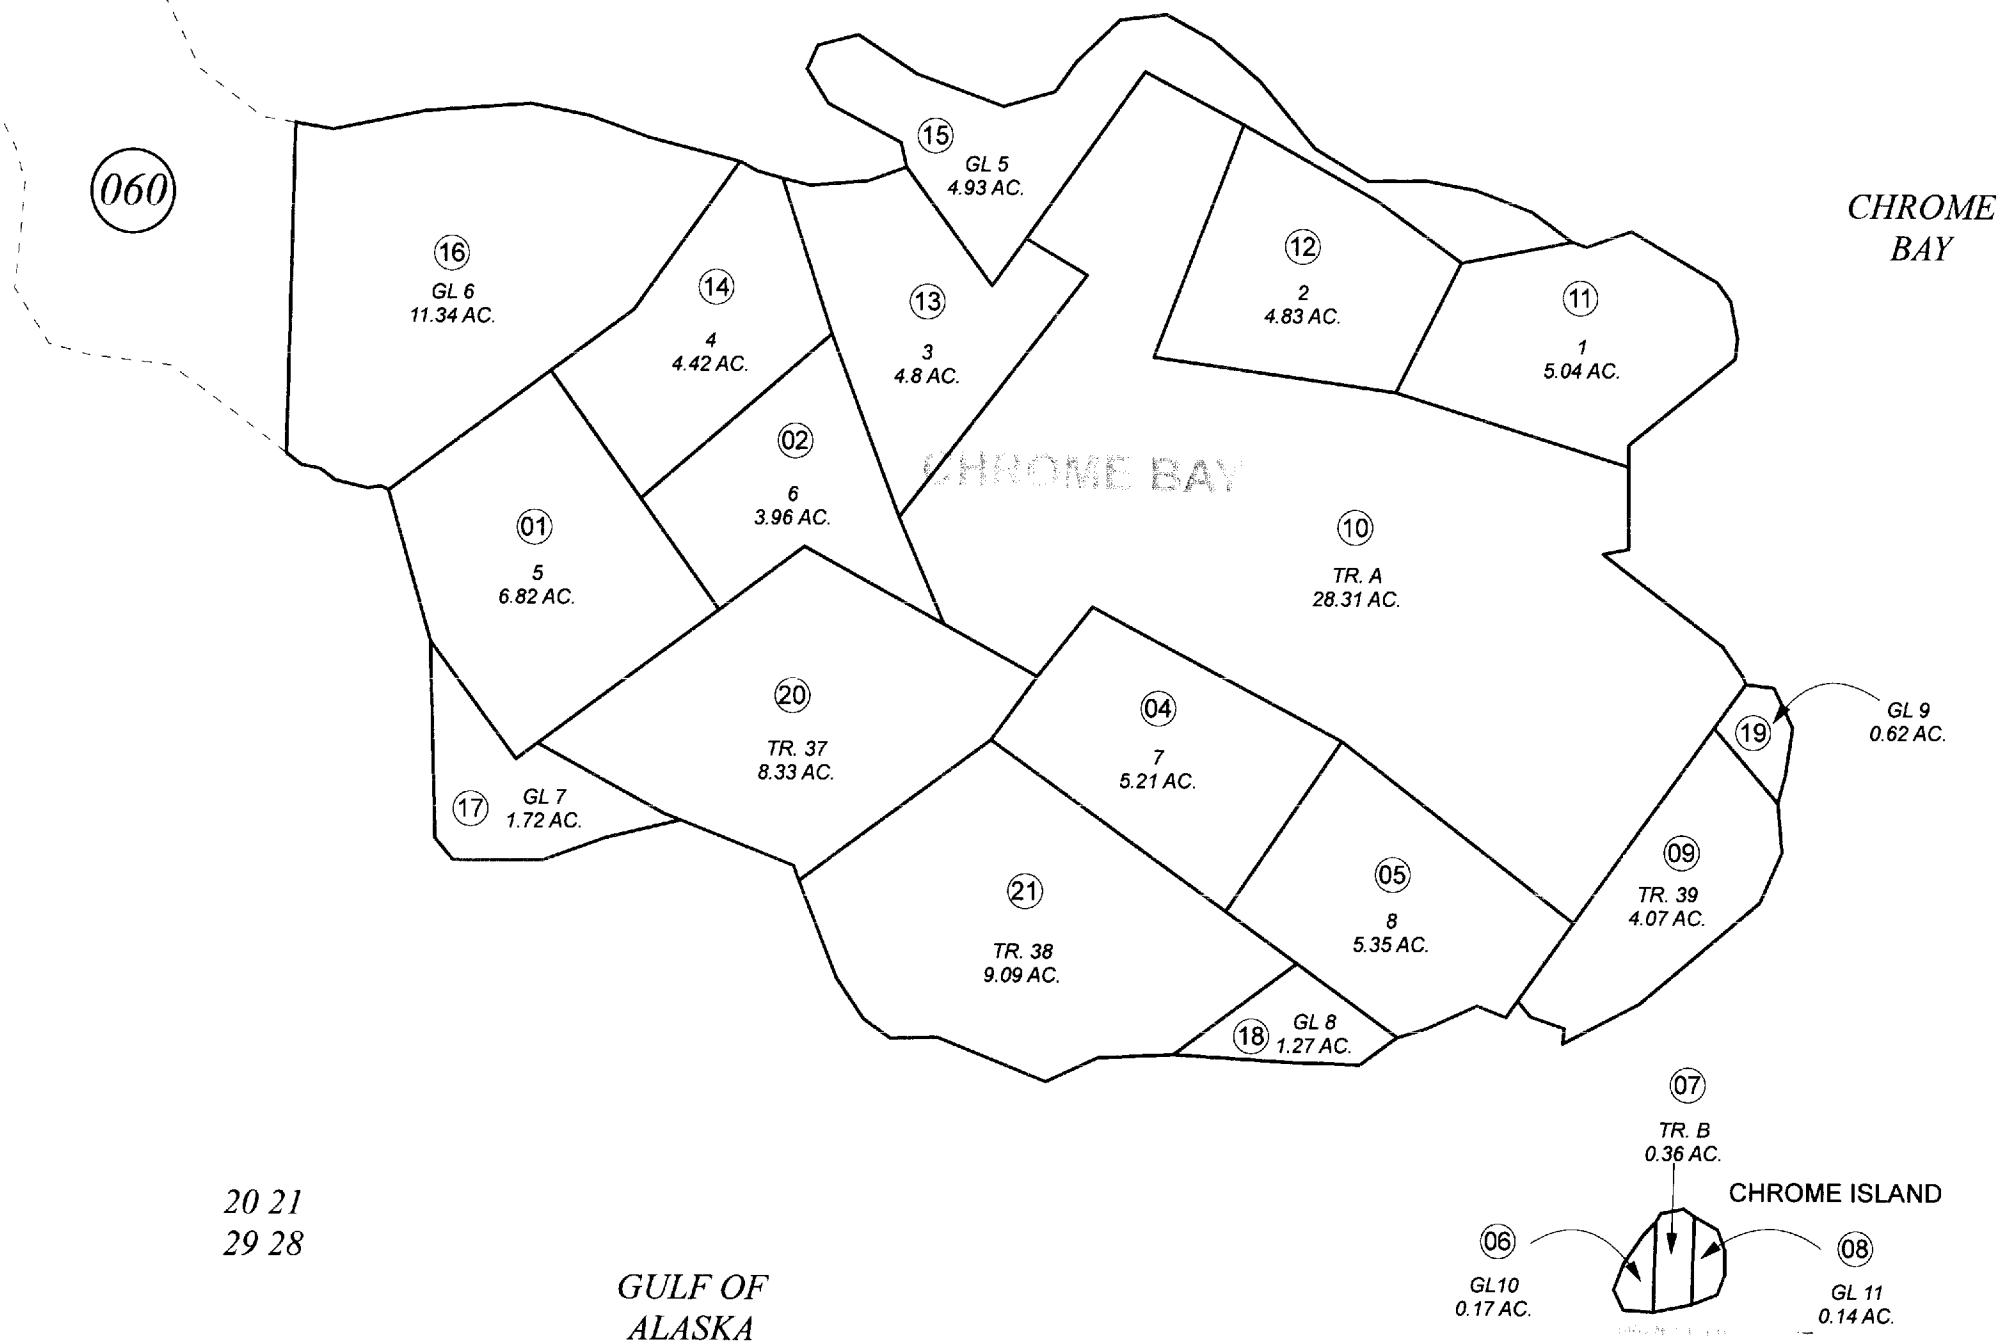 15
GL 5
4.93 AC.
060
CHROME
BAY
16
GL 6
11.34 AC.
14
4
4.42 AC.
13
3
4.8 AC.
12
2
4.83 AC.
11
1
5.04 AC.
02
6
3.96 AC.
CHROME BAY
01
5
6.82 AC.
10
TR. A
28.31 AC.
20
TR. 37
8.33 AC.
04
7
5.21 AC.
19
GL 9
0.62 AC.
17
GL 7
1.72 AC.
21
TR. 38
9.09 AC.
05
8
5.35 AC.
09
TR. 39
4.07 AC.
18
GL 8
1.27 AC.
07
TR. B
0.36 AC.
CHROME ISLAND
06
GL10
0.17 AC.
08
GL 11
0.14 AC.
20 21
29 28
GULF OF
ALASKA